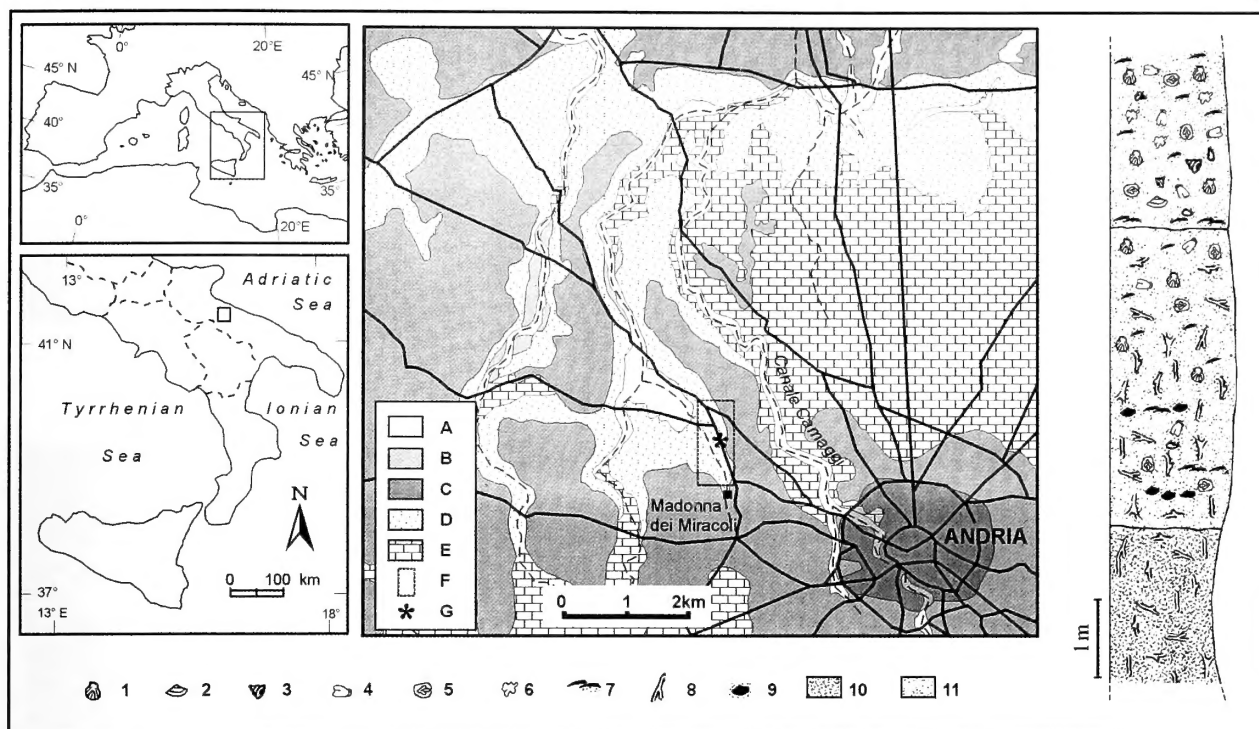 0°
20°E
45° N
45° N
40°
40°
35°
35°
0°
20°E
13°
Adriatic
Sea
41° N
Tyrrhenian
Sea
Ionian
Sea
N
0 100 km
37°
13° E
18°
A
B
C
D
E
F
G
Canale Camaggi
Madonna
dei Miracoli
ANDRIA
0 1 2km
1m
1 2 3 4 5 6 7 8 9 10 11